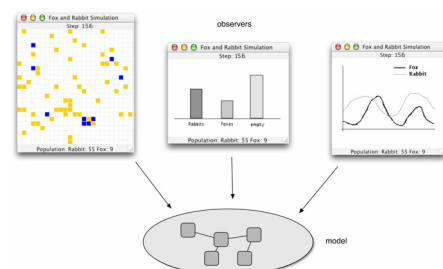 observers
Fox and Rabbit Simulation
Step: 156
Population: Rabbit: 55 Fox: 9
Fox and Rabbit Simulation
Step: 156
Rabbits Foxes empty
Population: Rabbit: 55 Fox: 9
Fox and Rabbit Simulation
Step: 156
Fox
Rabbit
Population: Rabbit: 55 Fox: 9
model